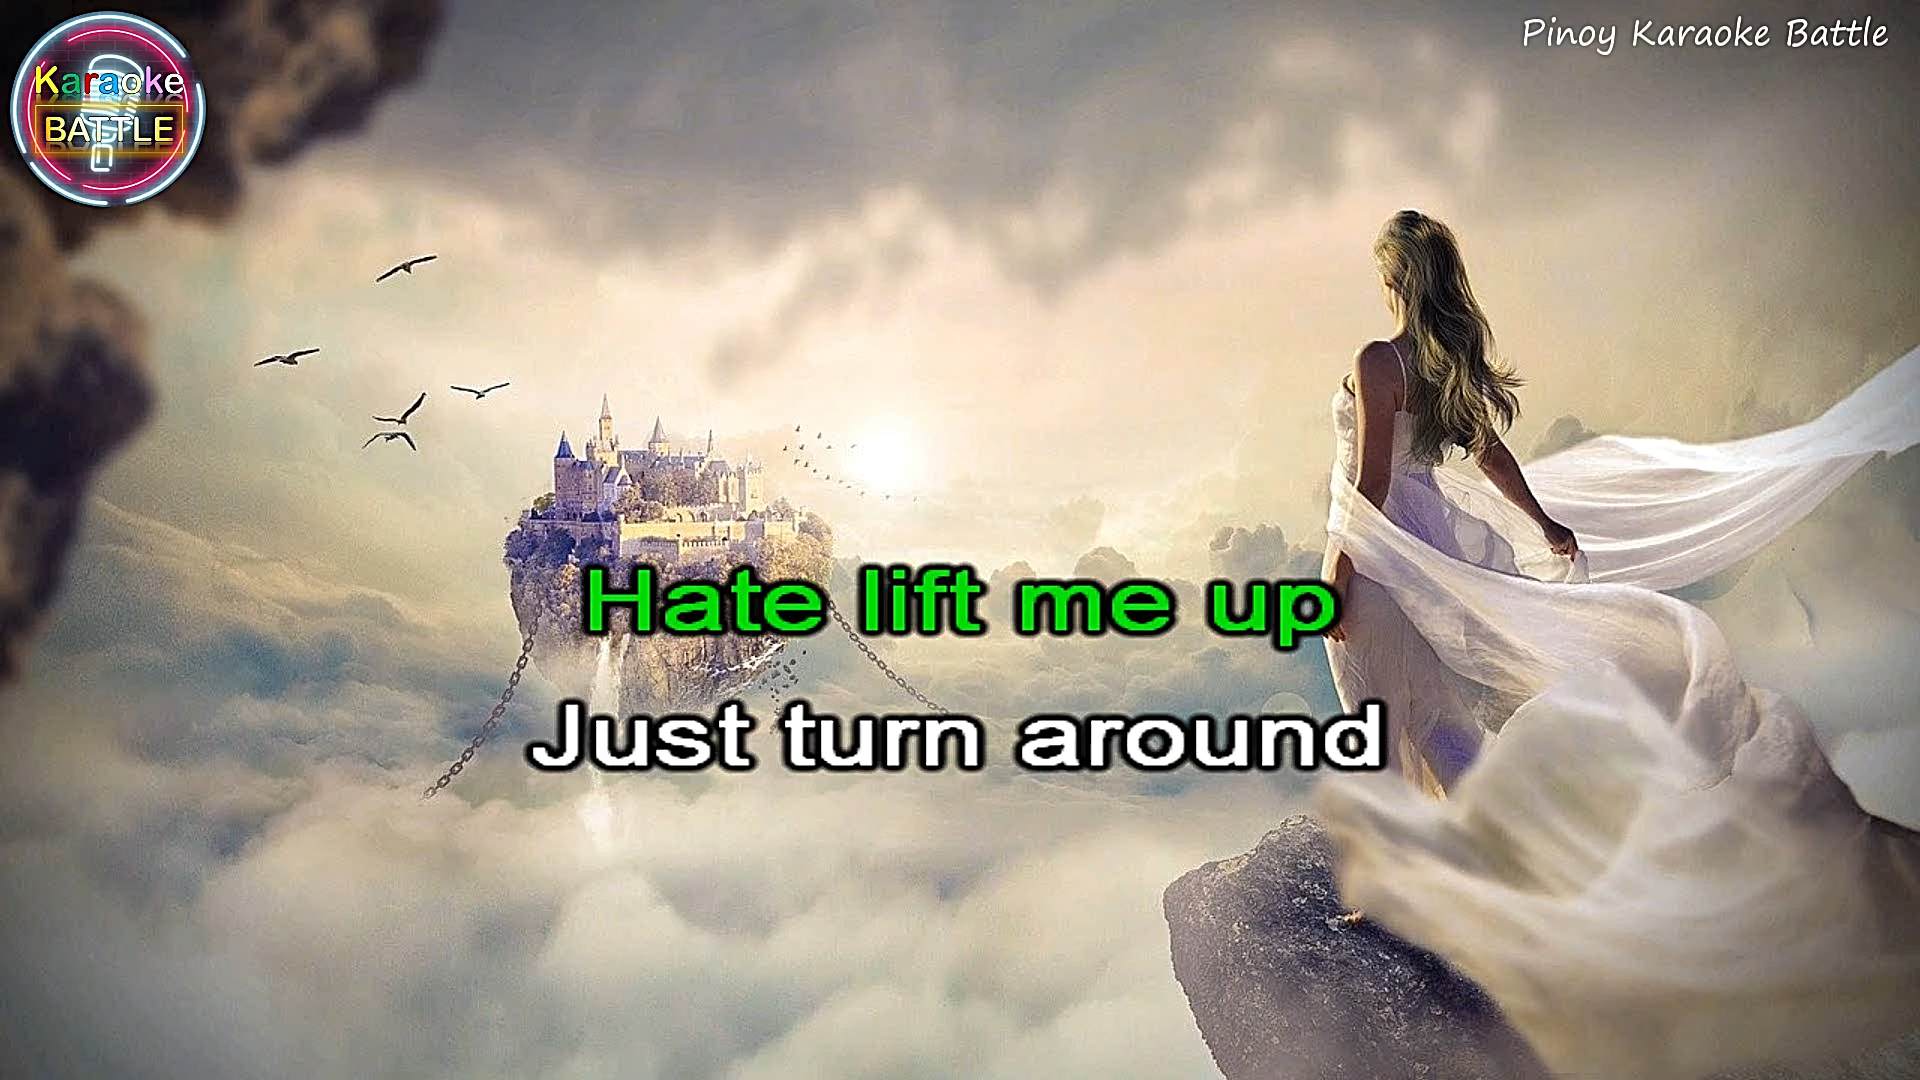 Karaoke
BATTLE
Pinoy Karaoke Battle
Hate lift me up
Just turn around